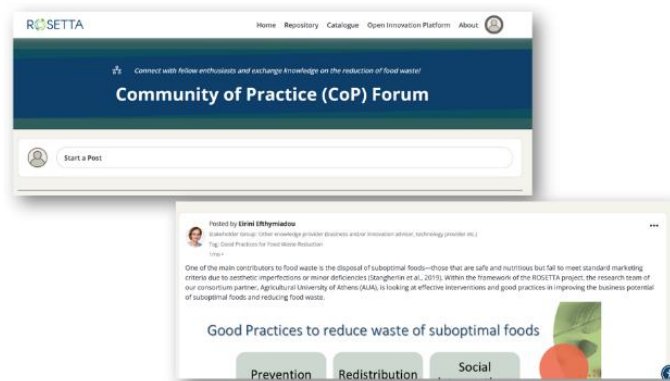 ROSETTA
Home Repository Catalogue Open Innovation Platform About
Connect with fellow enthusiasts and exchange knowledge on the reduction of food waste!
Community of Practice (CoP) Forum
Start a Post
Posted by Eirini Efthymiadou
Stakeholder Group: Other knowledge provider (business and/or innovation advisor, technology provider etc.)
Tag: Good Practices for Food Waste Reduction
One of the main contributors to food waste is the disposal of suboptimal foods—those that are safe and nutritious but fail to meet standard marketing
criteria due to aesthetic imperfections or minor deficiencies (Stangherlin et al., 2019). Within the framework of the ROSETTA project, the research team of
our consortium partner, Agricultural University of Athens (AUA), is looking at effective interventions and good practices in improving the business potential
of suboptimal foods and reducing food waste.
Good Practices to reduce waste of suboptimal foods
Prevention Redistribution Social